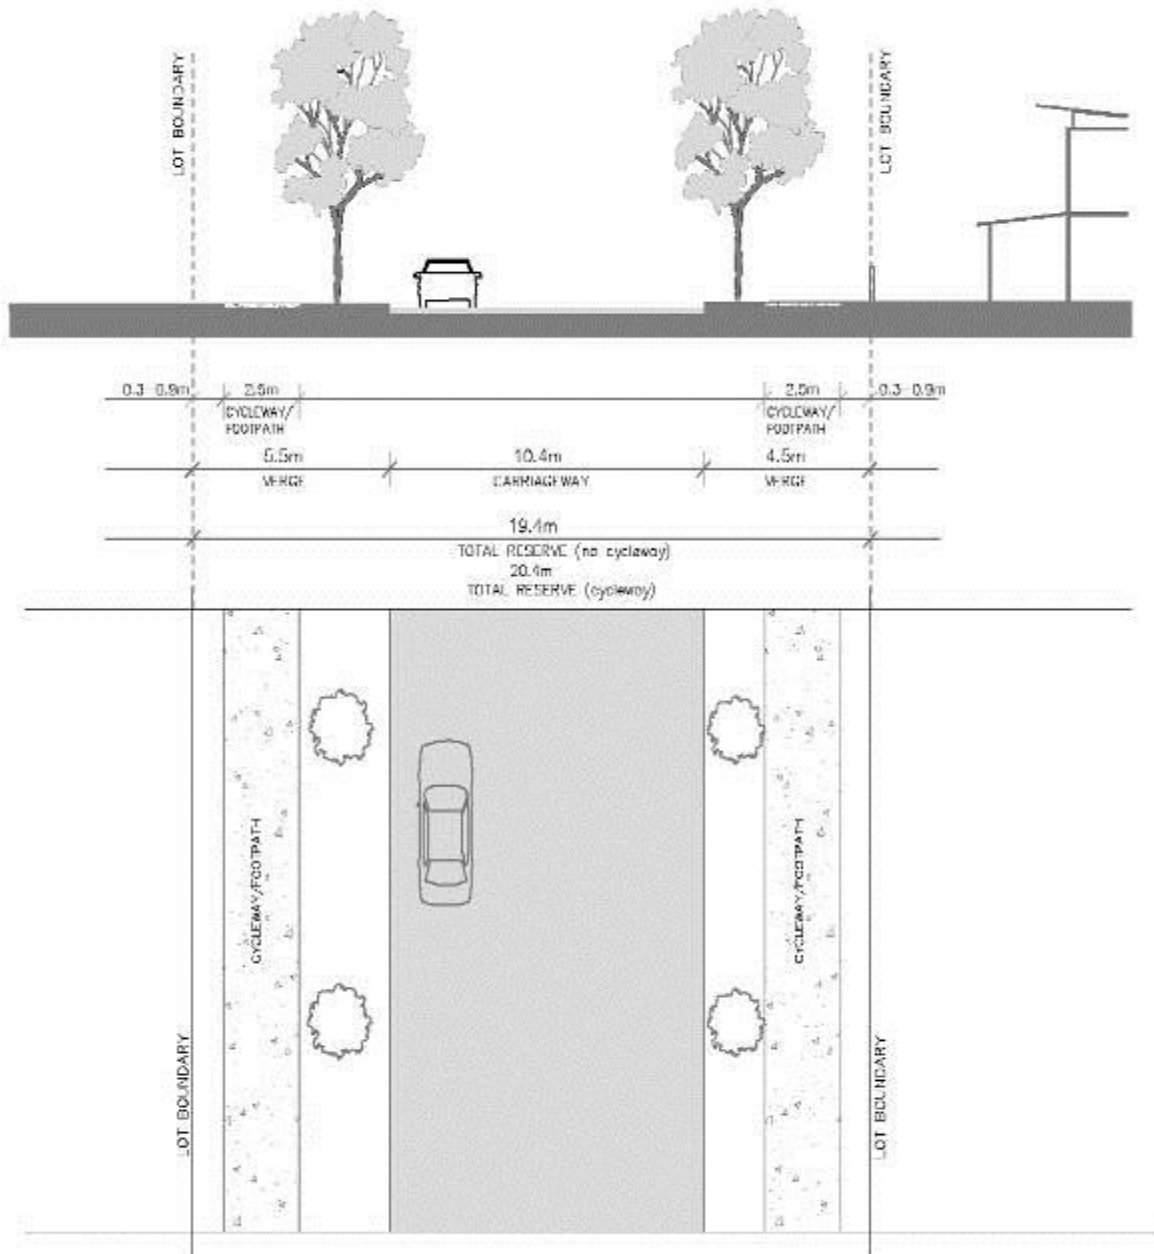 LOT BOUNDARY
LOT BOUNDARY
0.3-0.9m
2.5m
2.5m
0.3-0.9m
CYCLEWAY/
FOOTPATH
CYCLEWAY/
FOOTPATH
5.5m
10.4m
4.5m
VERGE
CARRIAGEWAY
VERGE
19.4m
TOTAL RESERVE (no cycleway)
20.4m
TOTAL RESERVE (cycleway)
CYCLEWAY/FOOTPATH
CYCLEWAY/FOOTPATH
LOT BOUNDARY
LOT BOUNDARY